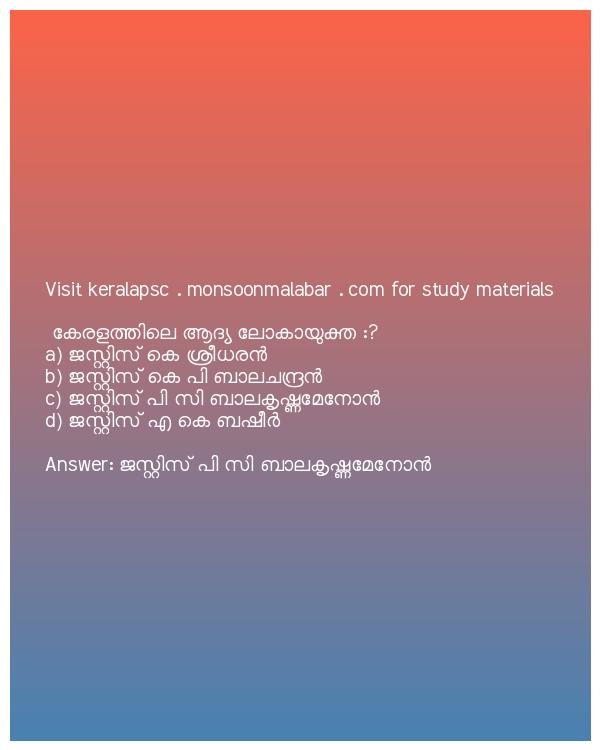 Visit keralapsc . monsoonmalabar . com for study materials
കേരളത്തിലെ ആദ്യ ലോകായുക്ത :?
a) ജസ്റ്റിസ് കെ ശ്രീധരൻ
b) ജസ്റ്റിസ് കെ പി ബാലചന്ദ്രൻ
c) ജസ്റ്റിസ് പി സി ബാലകൃഷ്ണമേനോൻ
d) ജസ്റ്റിസ് എ കെ ബഷീർ
Answer: ജസ്റ്റിസ് പി സി ബാലകൃഷ്ണമേനോൻ